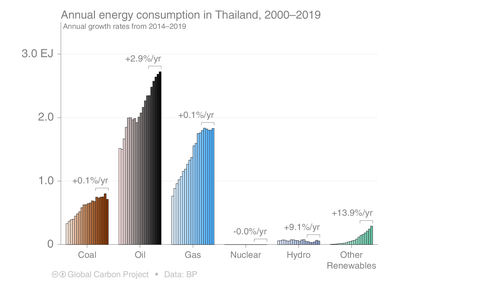 Annual energy consumption in Thailand, 2000–2019
Annual growth rates from 2014–2019
3.0 EJ
+2.9%/yr
2.0
+0.1%/yr
1.0
+0.1%/yr
-0.0%/yr
+9.1%/yr
+13.9%/yr
0
Coal
Oil
Gas
Nuclear
Hydro
Other
Renewables
Global Carbon Project • Data: BP